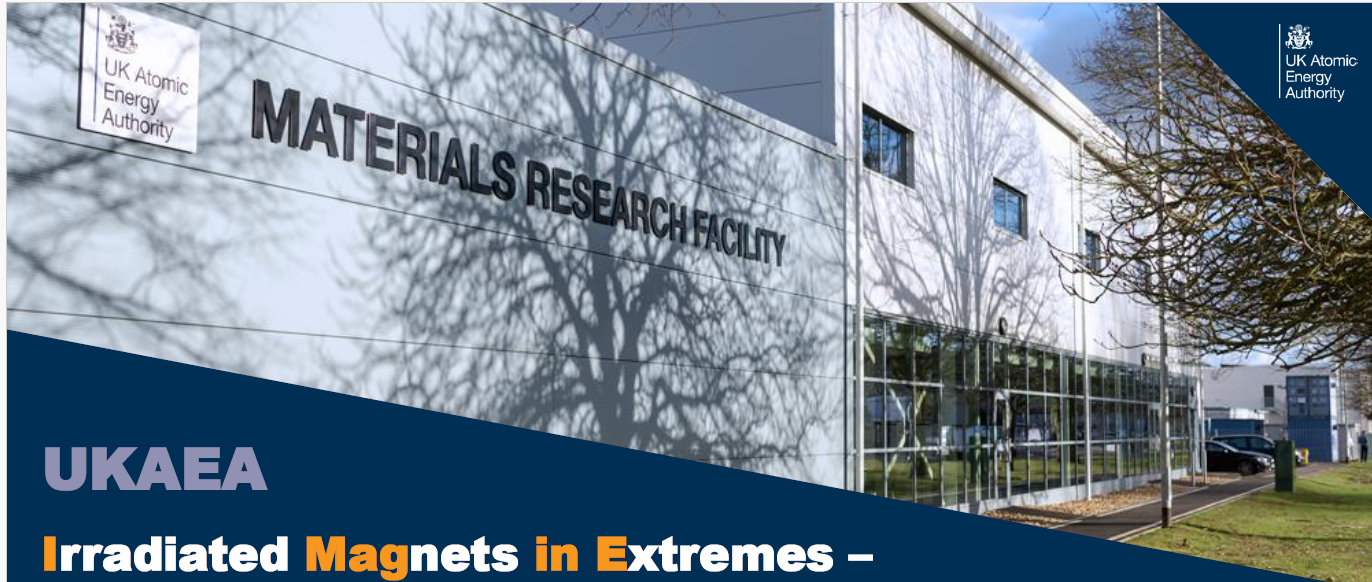 UK Atomic
Energy
Authority
MATERIALS RESEARCH FACILITY
UK Atomic
Energy
Authority
UKAEA
Irradiated Magnets in Extremes –